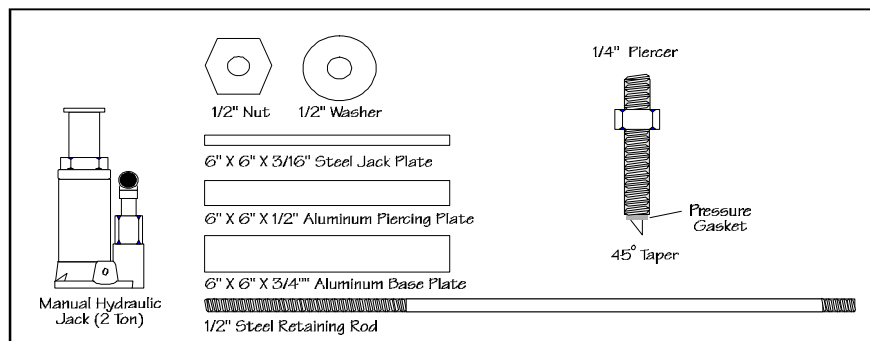 1/4" Piercer
1/2" Nut
1/2" Washer
6" X 6" X 3/16" Steel Jack Plate
6" X 6" X 1/2" Aluminum Piercing Plate
Pressure
Gasket
45° Taper
6" X 6" X 3/4"" Aluminum Base Plate
Manual Hydraulic
Jack (2 Ton)
1/2" Steel Retaining Rod